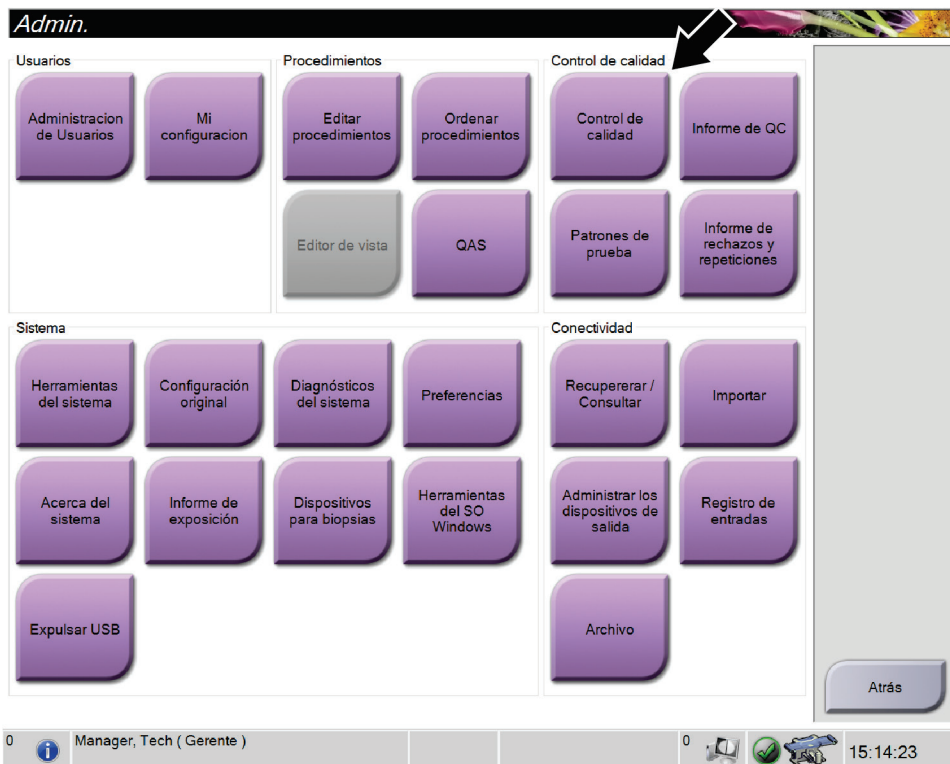 Admin.
Usuarios
Administracion
de Usuarios
Mi
configuracion
Procedimientos
Editar
procedimientos
Ordenar
procedimientos
Editor de vista
QAS
Control de calidad
Control de
calidad
Informe de QC
Patrones de
prueba
Informe de
rechazos y
repeticiones
Sistema
Herramientas
del sistema
Configuración
original
Diagnósticos
del sistema
Preferencias
Acerca del
sistema
Informe de
exposición
Dispositivos
para biopsias
Herramientas
del SO
Windows
Expulsar USB
Conectividad
Recupererar /
Consultar
Importar
Administrar los
dispositivos de
salida
Registro de
entradas
Archivo
Atrás
0
Manager, Tech ( Gerente )
0
15:14:23